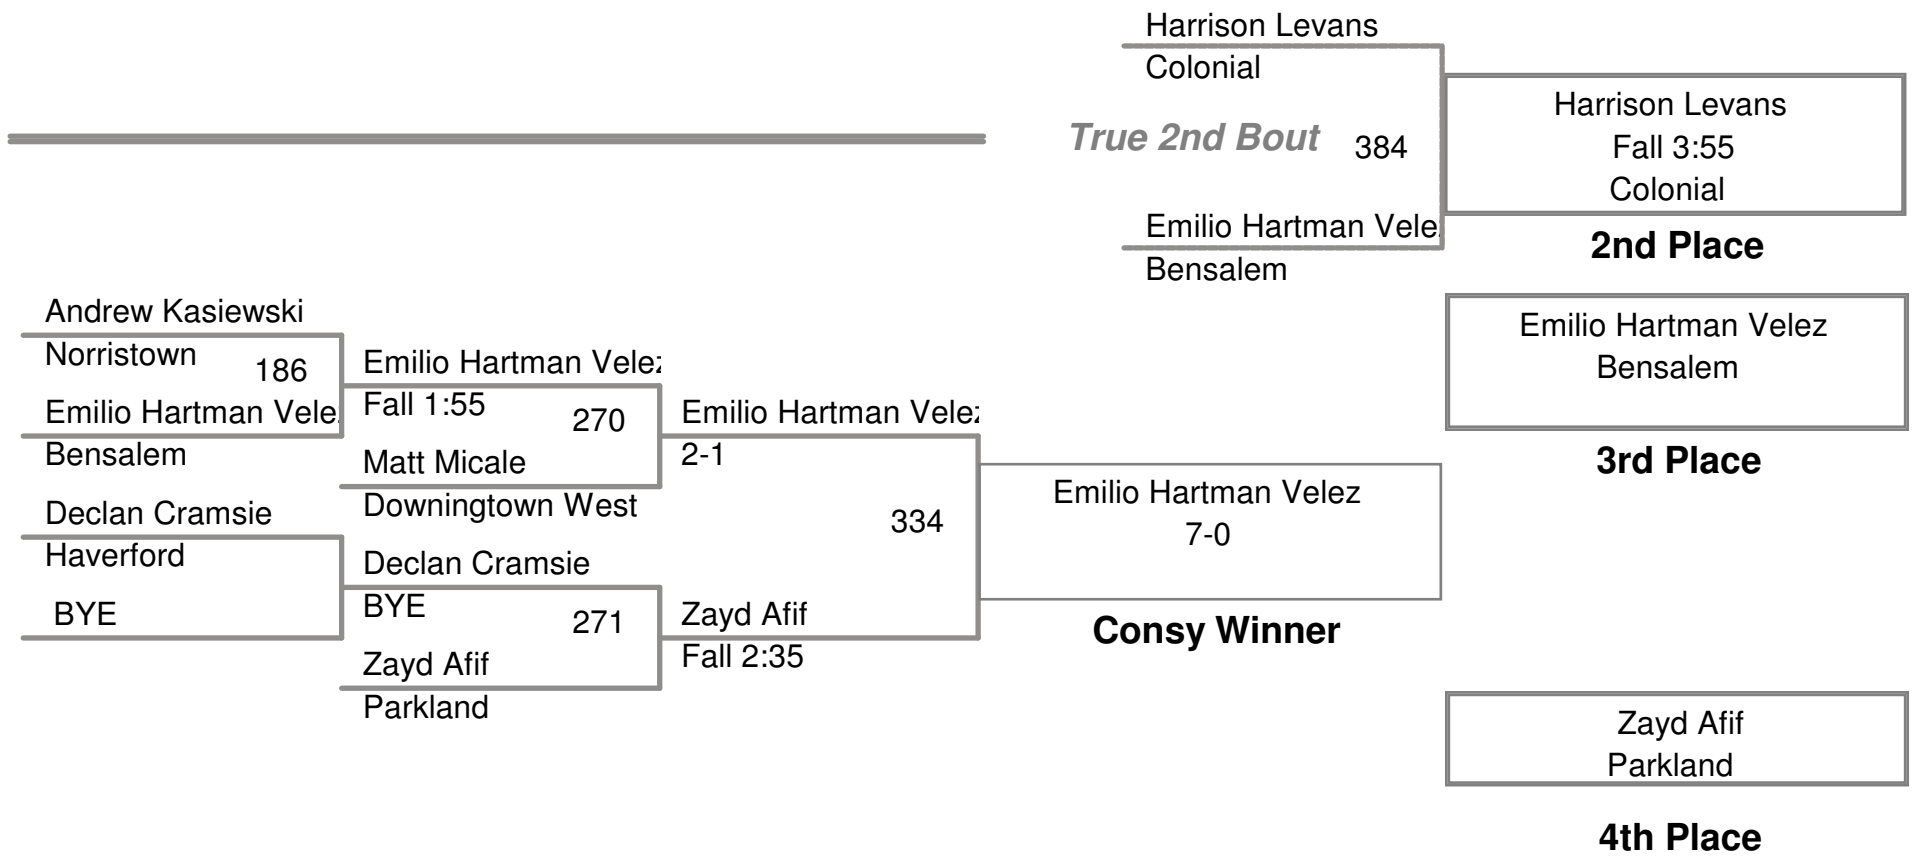 Harrison Levans
Colonial
True 2nd Bout 384
Emilio Hartman Vele
Bensalem
Harrison Levans
Fall 3:55
Colonial
2nd Place
Emilio Hartman Velez
Bensalem
3rd Place
Andrew Kasiewski
Norristown 186
Emilio Hartman Vele
Bensalem
Declan Cramsie
Haverford
BYE
Emilio Hartman Velez
Fall 1:55 270
Matt Micale
Downingtown West
Declan Cramsie
BYE 271
Zayd Afif
Parkland
Emilio Hartman Velez
2-1
334
Zayd Afif
Fall 2:35
Emilio Hartman Velez
7-0
Consy Winner
Zayd Afif
Parkland
4th Place